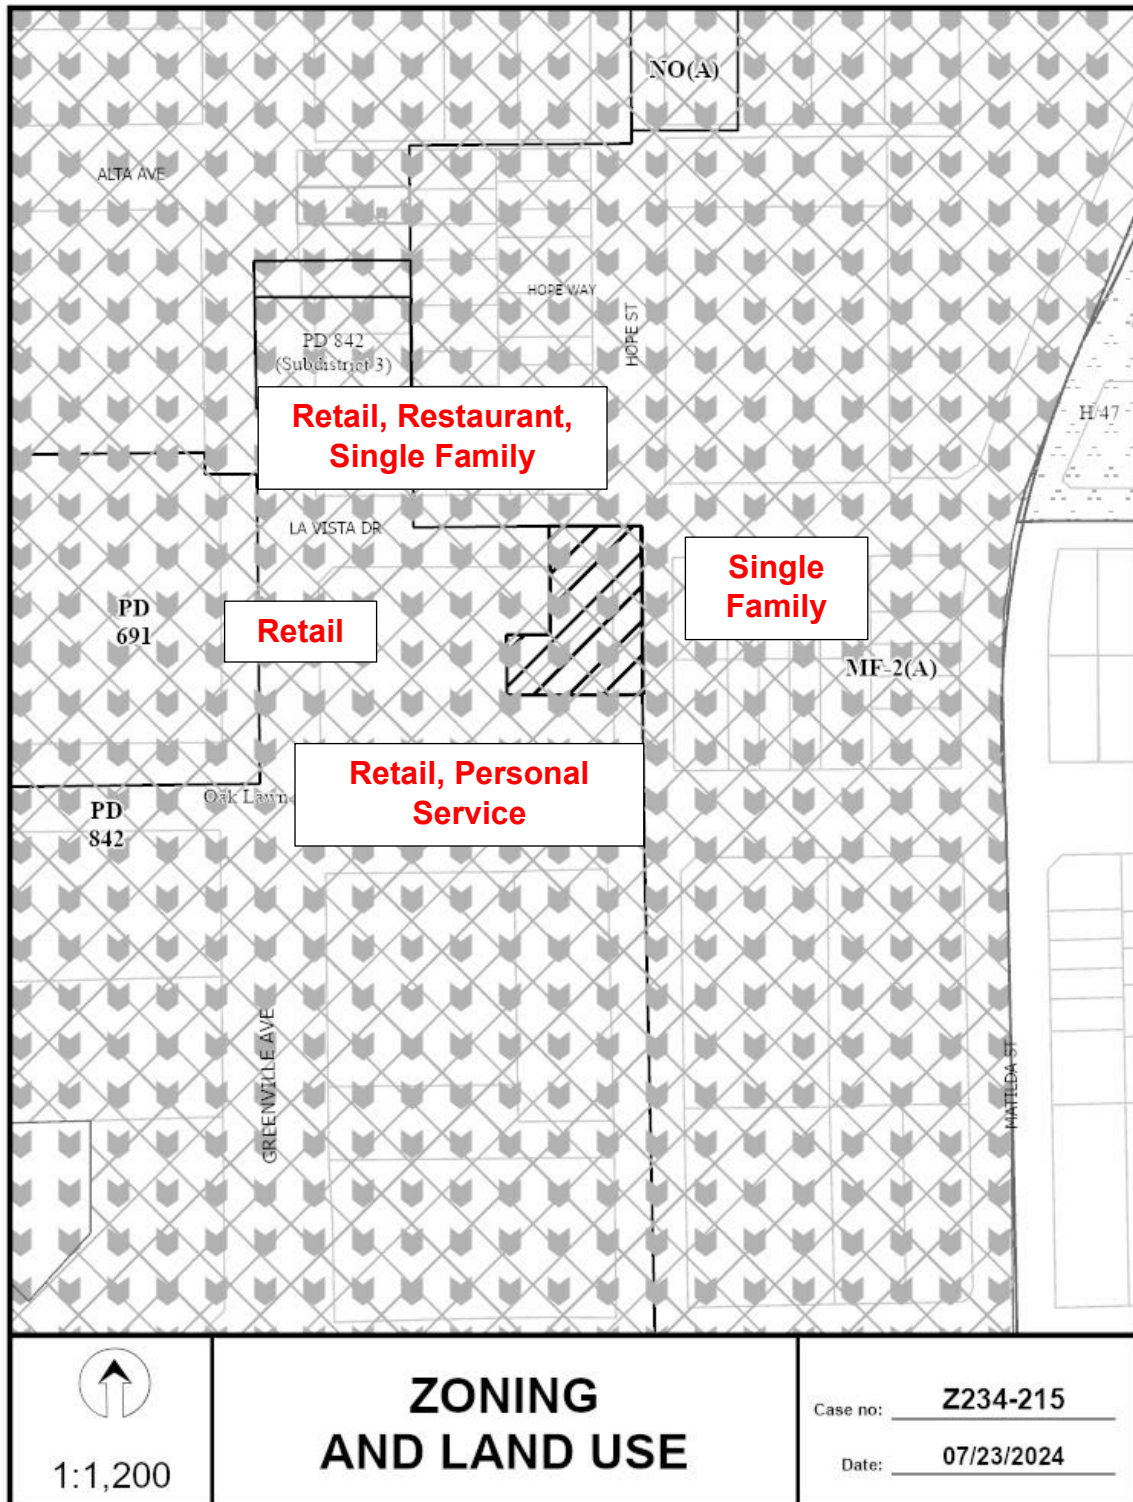 NO(A)
ALTA AVE
HOPE WAY
HOPE ST
PD 842
(Subdistrict 3)
Retail, Restaurant,
Single Family
H/47
LA VISTA DR
Single
Family
PD
691
Retail
MF-2(A)
Retail, Personal
Service
Oak Lawn
PD
842
GREENVILLE AVE
MATILDA ST
1:1,200
ZONING
AND LAND USE
Case no: Z234-215
Date: 07/23/2024